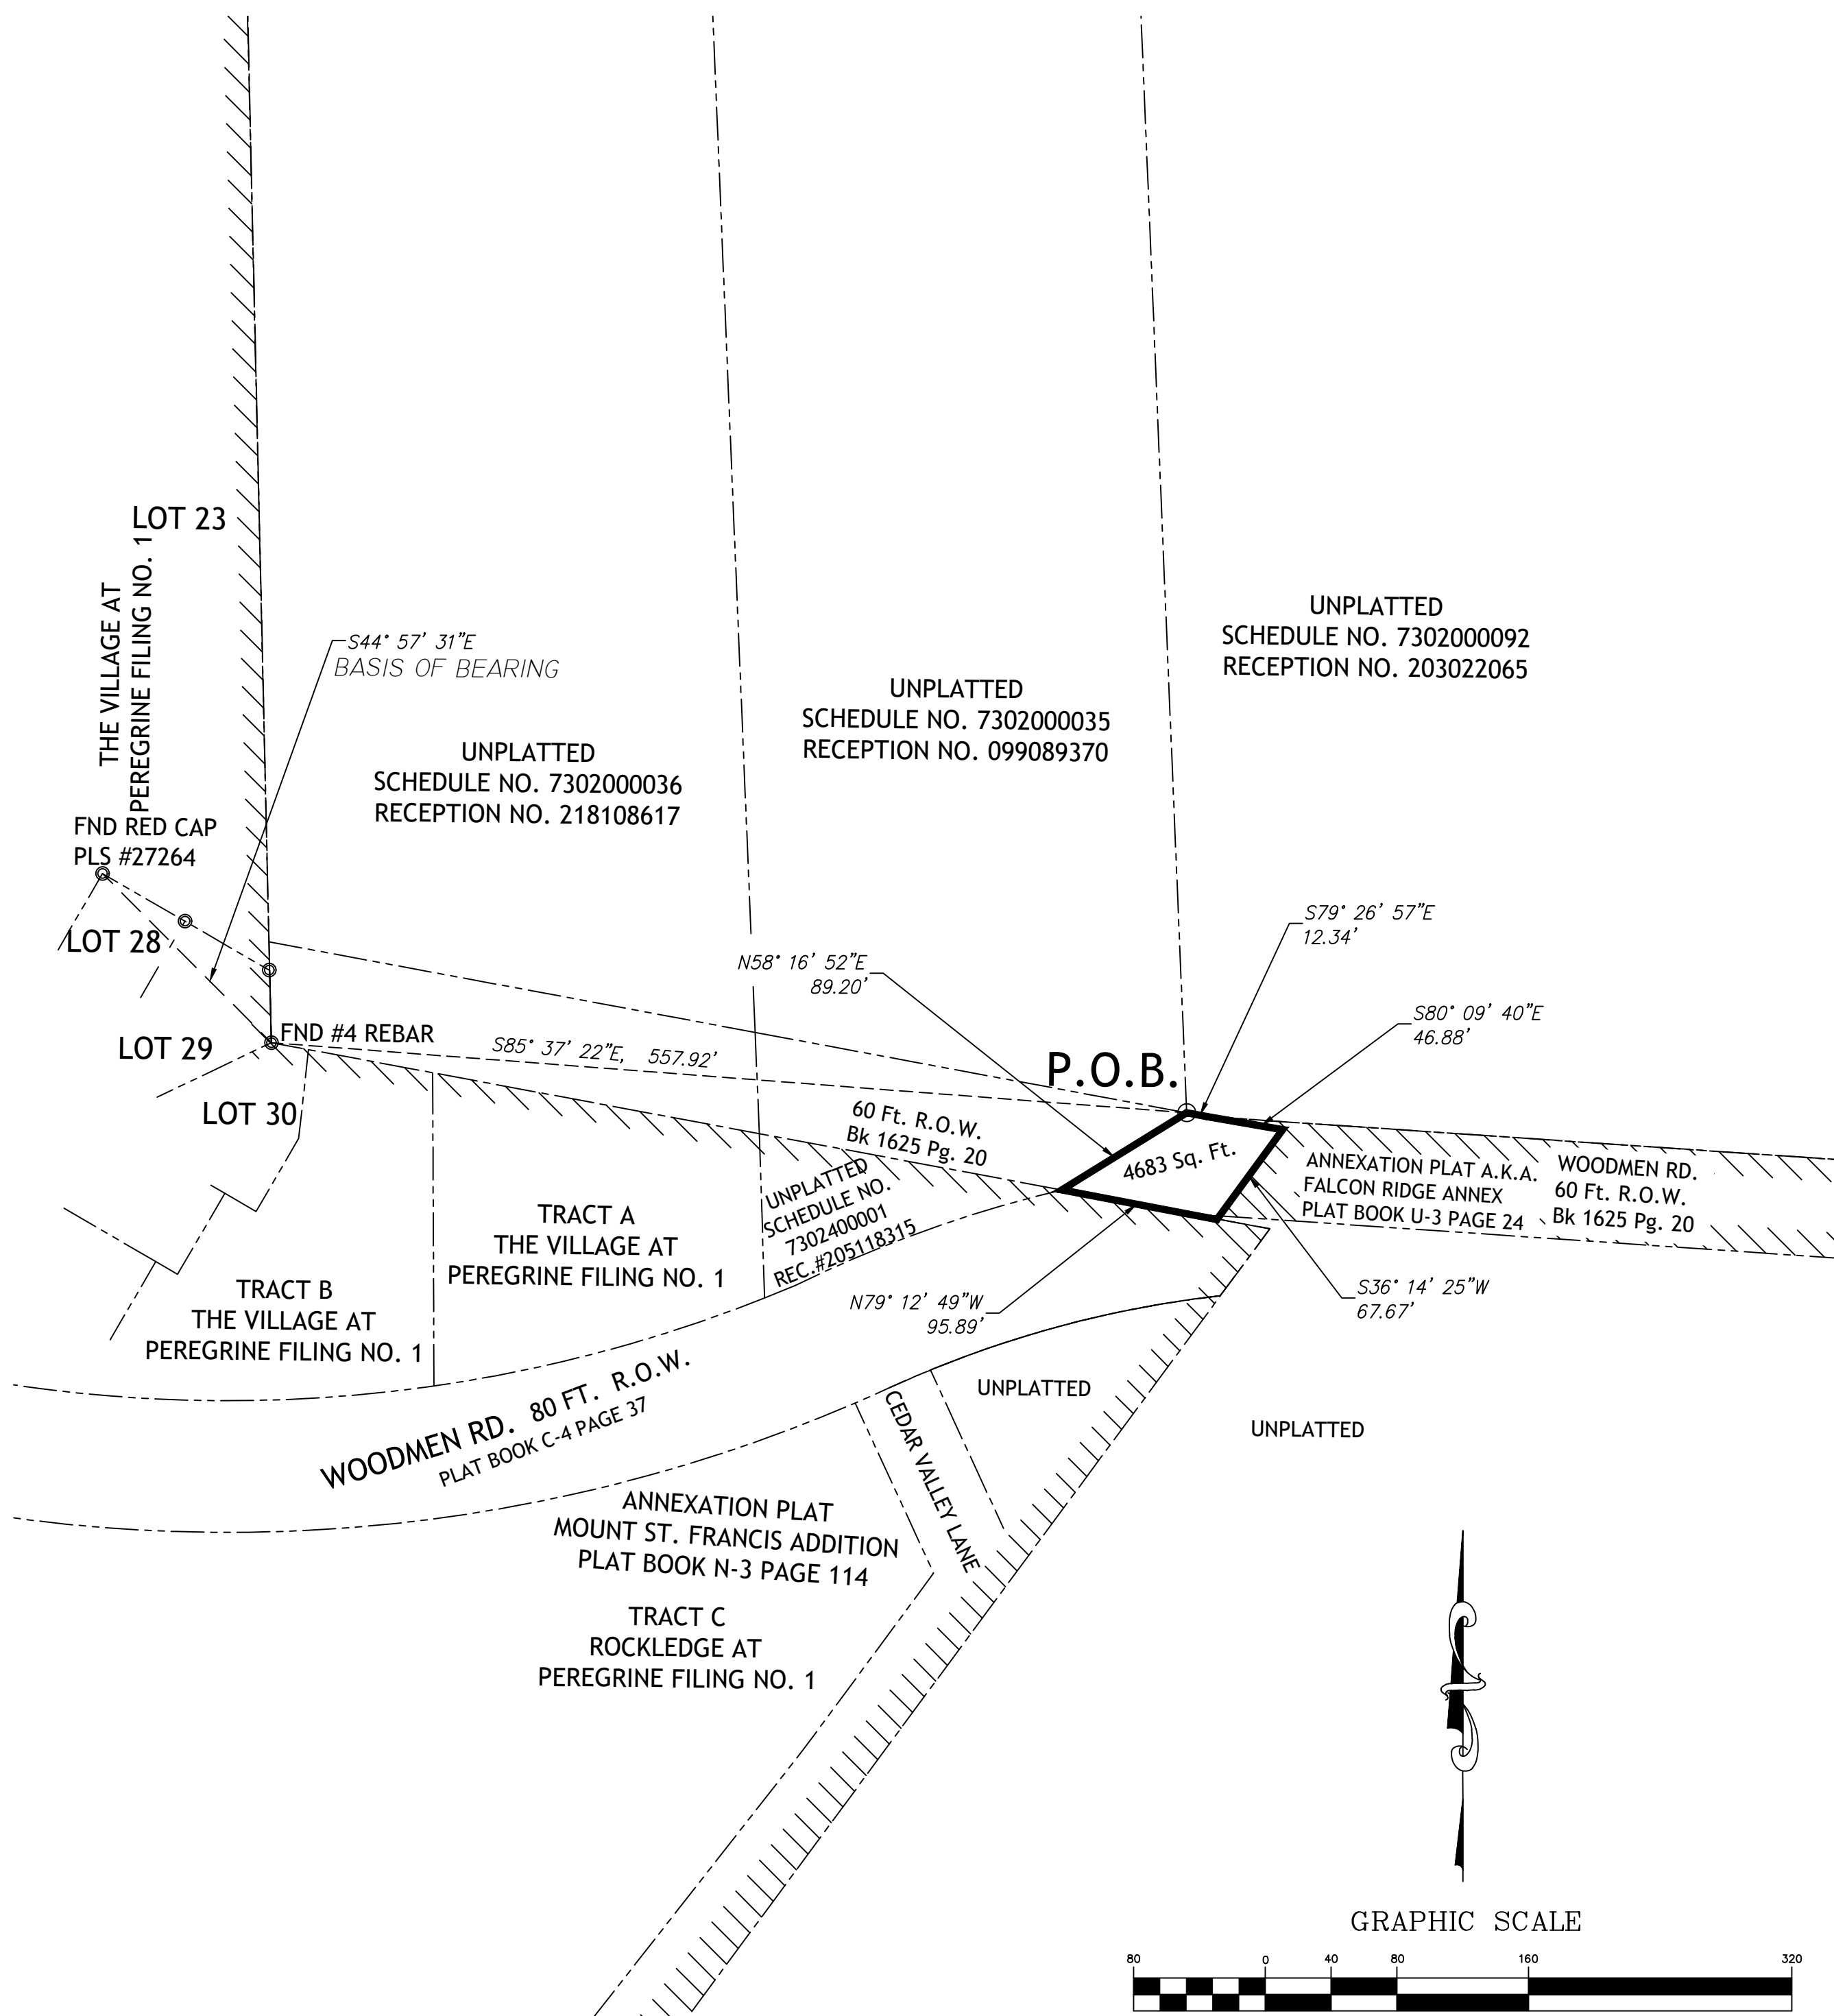 LOT 23
THE VILLAGE AT
PEREGRINE FILING NO. 1
S44° 57' 31"E
BASIS OF BEARING
UNPLATTED
SCHEDULE NO. 7302000092
RECEPTION NO. 203022065
UNPLATTED
SCHEDULE NO. 7302000035
RECEPTION NO. 099089370
UNPLATTED
SCHEDULE NO. 7302000036
RECEPTION NO. 218108617
FND RED CAP
PLS #27264
LOT 28
S79° 26' 57"E
12.34'
N58° 16' 52"E
89.20'
S80° 09' 40"E
46.88'
FND #4 REBAR
LOT 29
S85° 37' 22"E, 557.92'
P.O.B.
LOT 30
60 Ft. R.O.W.
Bk 1625 Pg. 20
4683 Sq. Ft.
ANNEXATION PLAT A.K.A.
FALCON RIDGE ANNEX
PLAT BOOK U-3 PAGE 24
WOODMEN RD.
60 Ft. R.O.W.
Bk 1625 Pg. 20
UNPLATTED
SCHEDULE NO.
7302400001
REC.#205118315
TRACT A
THE VILLAGE AT
PEREGRINE FILING NO. 1
TRACT B
THE VILLAGE AT
PEREGRINE FILING NO. 1
N79° 12' 49"W
95.89'
S36° 14' 25"W
67.67'
WOODMEN RD. 80 FT. R.O.W.
PLAT BOOK C-4 PAGE 37
UNPLATTED
UNPLATTED
CEDAR VALLEY LANE
ANNEXATION PLAT
MOUNT ST. FRANCIS ADDITION
PLAT BOOK N-3 PAGE 114
TRACT C
ROCKLEDGE AT
PEREGRINE FILING NO. 1
GRAPHIC SCALE
80 0 40 80 160 320